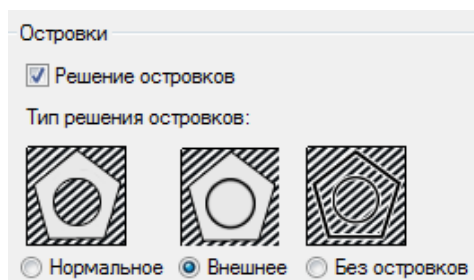 Островки
Решение островков
Тип решения островков:
Нормальное Внешнее Без островков